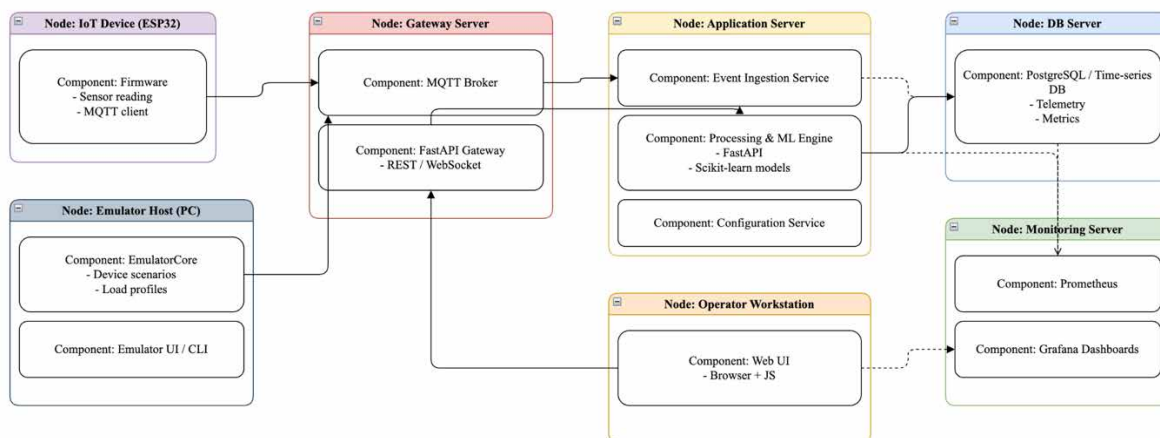 Node: IoT Device (ESP32)
Component: Firmware
- Sensor reading
- MQTT client
Node: Gateway Server
Component: MQTT Broker
Component: FastAPI Gateway
- REST / WebSocket
Node: Application Server
Component: Event Ingestion Service
Component: Processing & ML Engine
- FastAPI
- Scikit-learn models
Component: Configuration Service
Node: DB Server
Component: PostgreSQL / Time-series
DB
- Telemetry
- Metrics
Node: Emulator Host (PC)
Component: EmulatorCore
- Device scenarios
- Load profiles
Component: Emulator UI / CLI
Node: Operator Workstation
Component: Web UI
- Browser + JS
Node: Monitoring Server
Component: Prometheus
Component: Grafana Dashboards